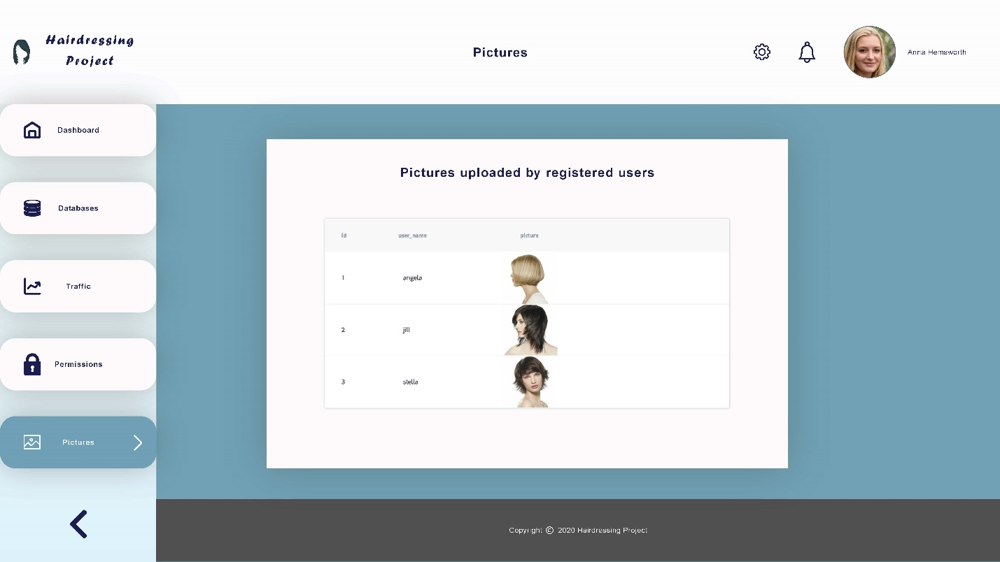 Hairdressing
Project
Pictures
Anna Hemsworth
Dashboard
Databases
Traffic
Permissions
Pictures
Pictures uploaded by registered users
id user_name picture
1 angela
2 jill
3 stella
Copyright © 2020 Hairdressing Project